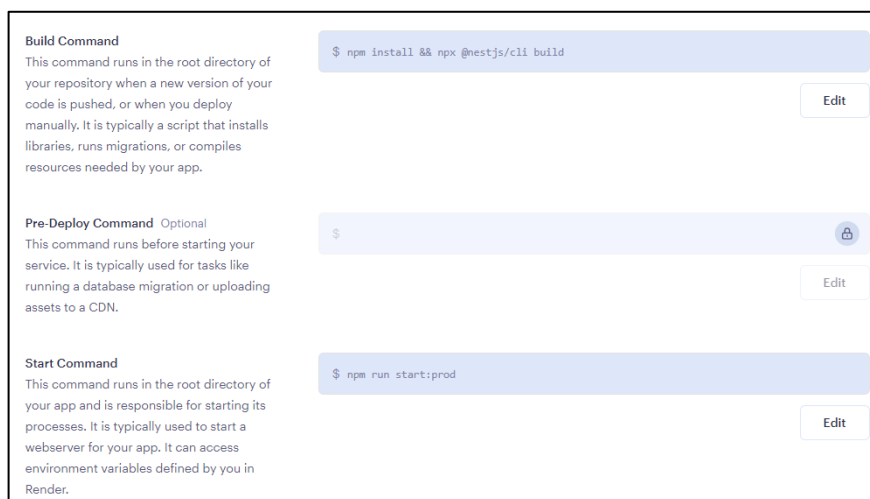 Build Command
This command runs in the root directory of
your repository when a new version of your
code is pushed, or when you deploy
manually. It is typically a script that installs
libraries, runs migrations, or compiles
resources needed by your app.
$ npm install && npx @nestjs/cli build
Edit
Pre-Deploy Command Optional
This command runs before starting your
service. It is typically used for tasks like
running a database migration or uploading
assets to a CDN.
$
Edit
Start Command
This command runs in the root directory of
your app and is responsible for starting its
processes. It is typically used to start a
webserver for your app. It can access
environment variables defined by you in
Render.
$ npm run start:prod
Edit